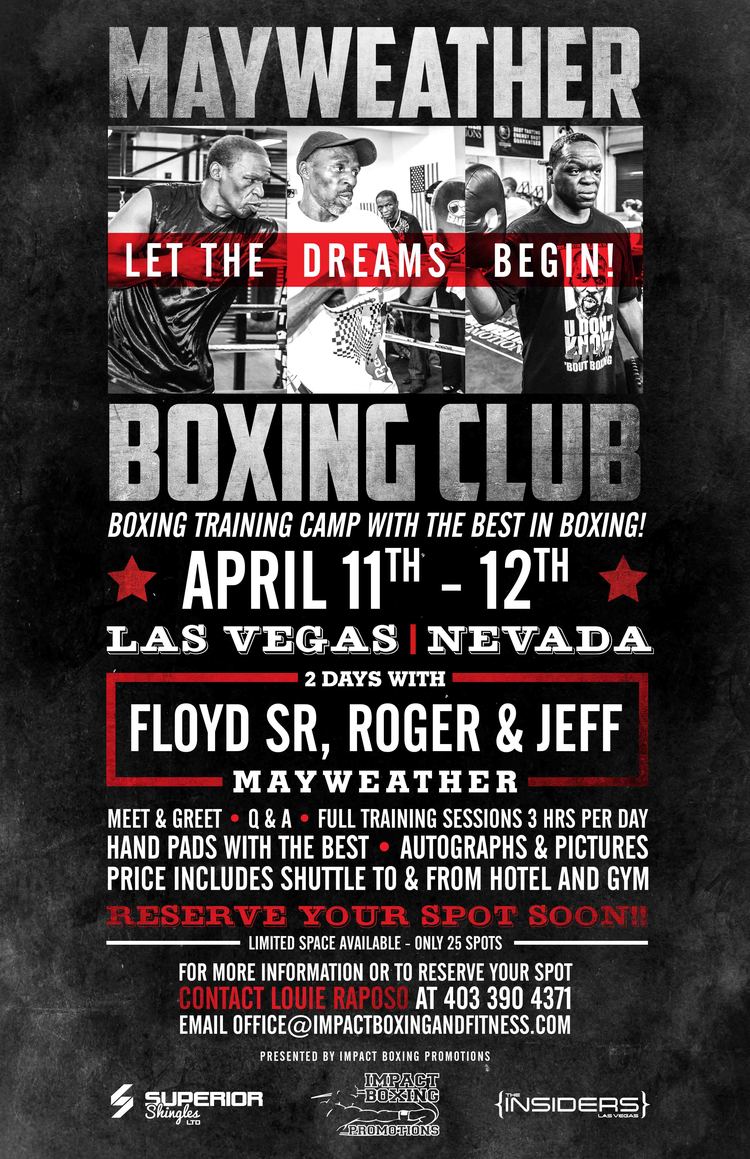 MAYWEATHER
LET THE DREAMS BEGIN!
U DON'T
KNOW
'BOUT BOXING
BOXING CLUB
BOXING TRAINING CAMP WITH THE BEST IN BOXING!
APRIL 11TH - 12TH
LAS VEGAS | NEVADA
2 DAYS WITH
FLOYD SR, ROGER & JEFF
MAYWEATHER
MEET & GREET • Q & A • FULL TRAINING SESSIONS 3 HRS PER DAY
HAND PADS WITH THE BEST • AUTOGRAPHS & PICTURES
PRICE INCLUDES SHUTTLE TO & FROM HOTEL AND GYM
RESERVE YOUR SPOT SOON!!
LIMITED SPACE AVAILABLE - ONLY 25 SPOTS
FOR MORE INFORMATION OR TO RESERVE YOUR SPOT
CONTACT LOUIE RAPOSO AT 403 390 4371
EMAIL OFFICE@IMPACTBOXINGANDFITNESS.COM
PRESENTED BY IMPACT BOXING PROMOTIONS
SUPERIOR
Shingles
LTD
IMPACT
BOXING
PROMOTIONS
{THE INSIDERS}
LAS VEGAS